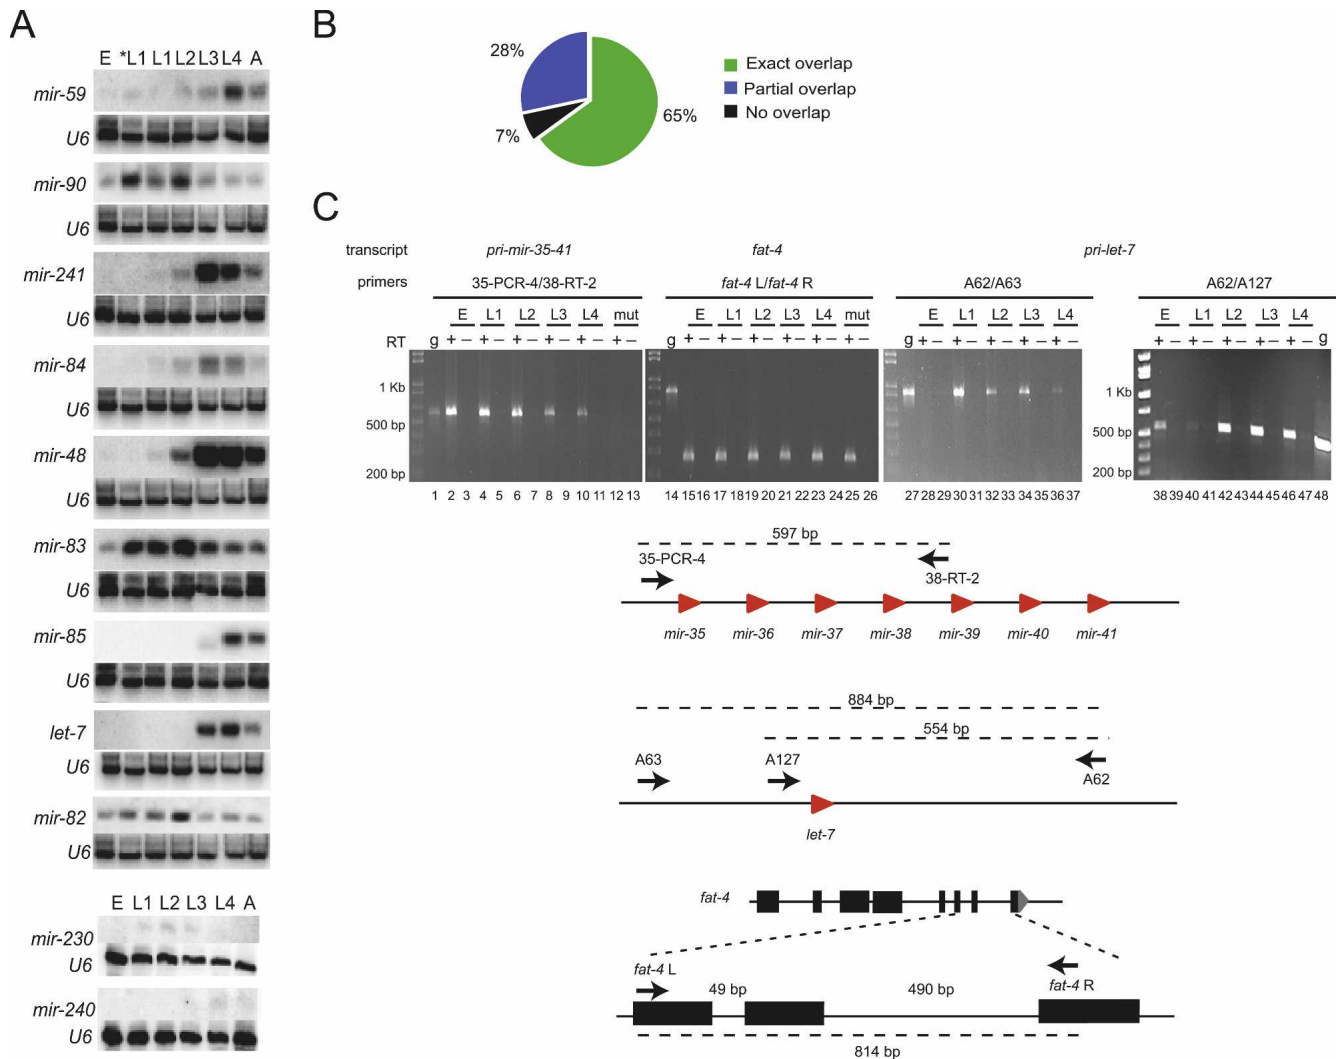 A
E *L1 L1 L2 L3 L4 A
mir-59
U6
mir-90
U6
mir-241
U6
mir-84
U6
mir-48
U6
mir-83
U6
mir-85
U6
let-7
U6
mir-82
U6
E L1 L2 L3 L4 A
mir-230
U6
mir-240
U6
B
28%
7%
65%
Exact overlap
Partial overlap
No overlap
C
transcript pri-mir-35-41 fat-4 pri-let-7
primers 35-PCR-4/38-RT-2 fat-4 L/fat-4 R A62/A63 A62/A127
E L1 L2 L3 L4 mut E L1 L2 L3 L4 mut E L1 L2 L3 L4 E L1 L2 L3 L4
RT g + − + − + − + − + − + − g + − + − + − + − + − + − g + − + − + − + − + − + − + − + − + − + − g
1 Kb
500 bp
200 bp
1 Kb
500 bp
200 bp
1 2 3 4 5 6 7 8 9 10 11 12 13 14 15 16 17 18 19 20 21 22 23 24 25 26 27 28 29 30 31 32 33 34 35 36 37 38 39 40 41 42 43 44 45 46 47 48
597 bp
35-PCR-4
38-RT-2
mir-35 mir-36 mir-37 mir-38 mir-39 mir-40 mir-41
884 bp
554 bp
A63 A127 A62
let-7
fat-4
fat-4 L
49 bp
490 bp
fat-4 R
814 bp